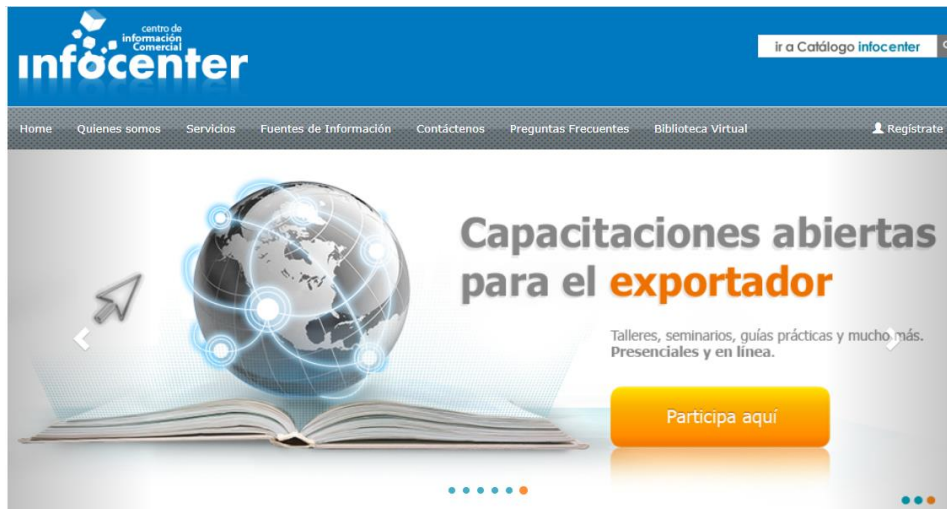 centro de
información
Comercial
infocenter
ir a Catálogo infocenter
Home Quienes somos Servicios Fuentes de Información Contáctenos Preguntas Frecuentes Biblioteca Virtual Regístrate
Capacitaciones abiertas
para el exportador
Talleres, seminarios, guías prácticas y mucho más.
Presenciales y en línea.
Participa aquí